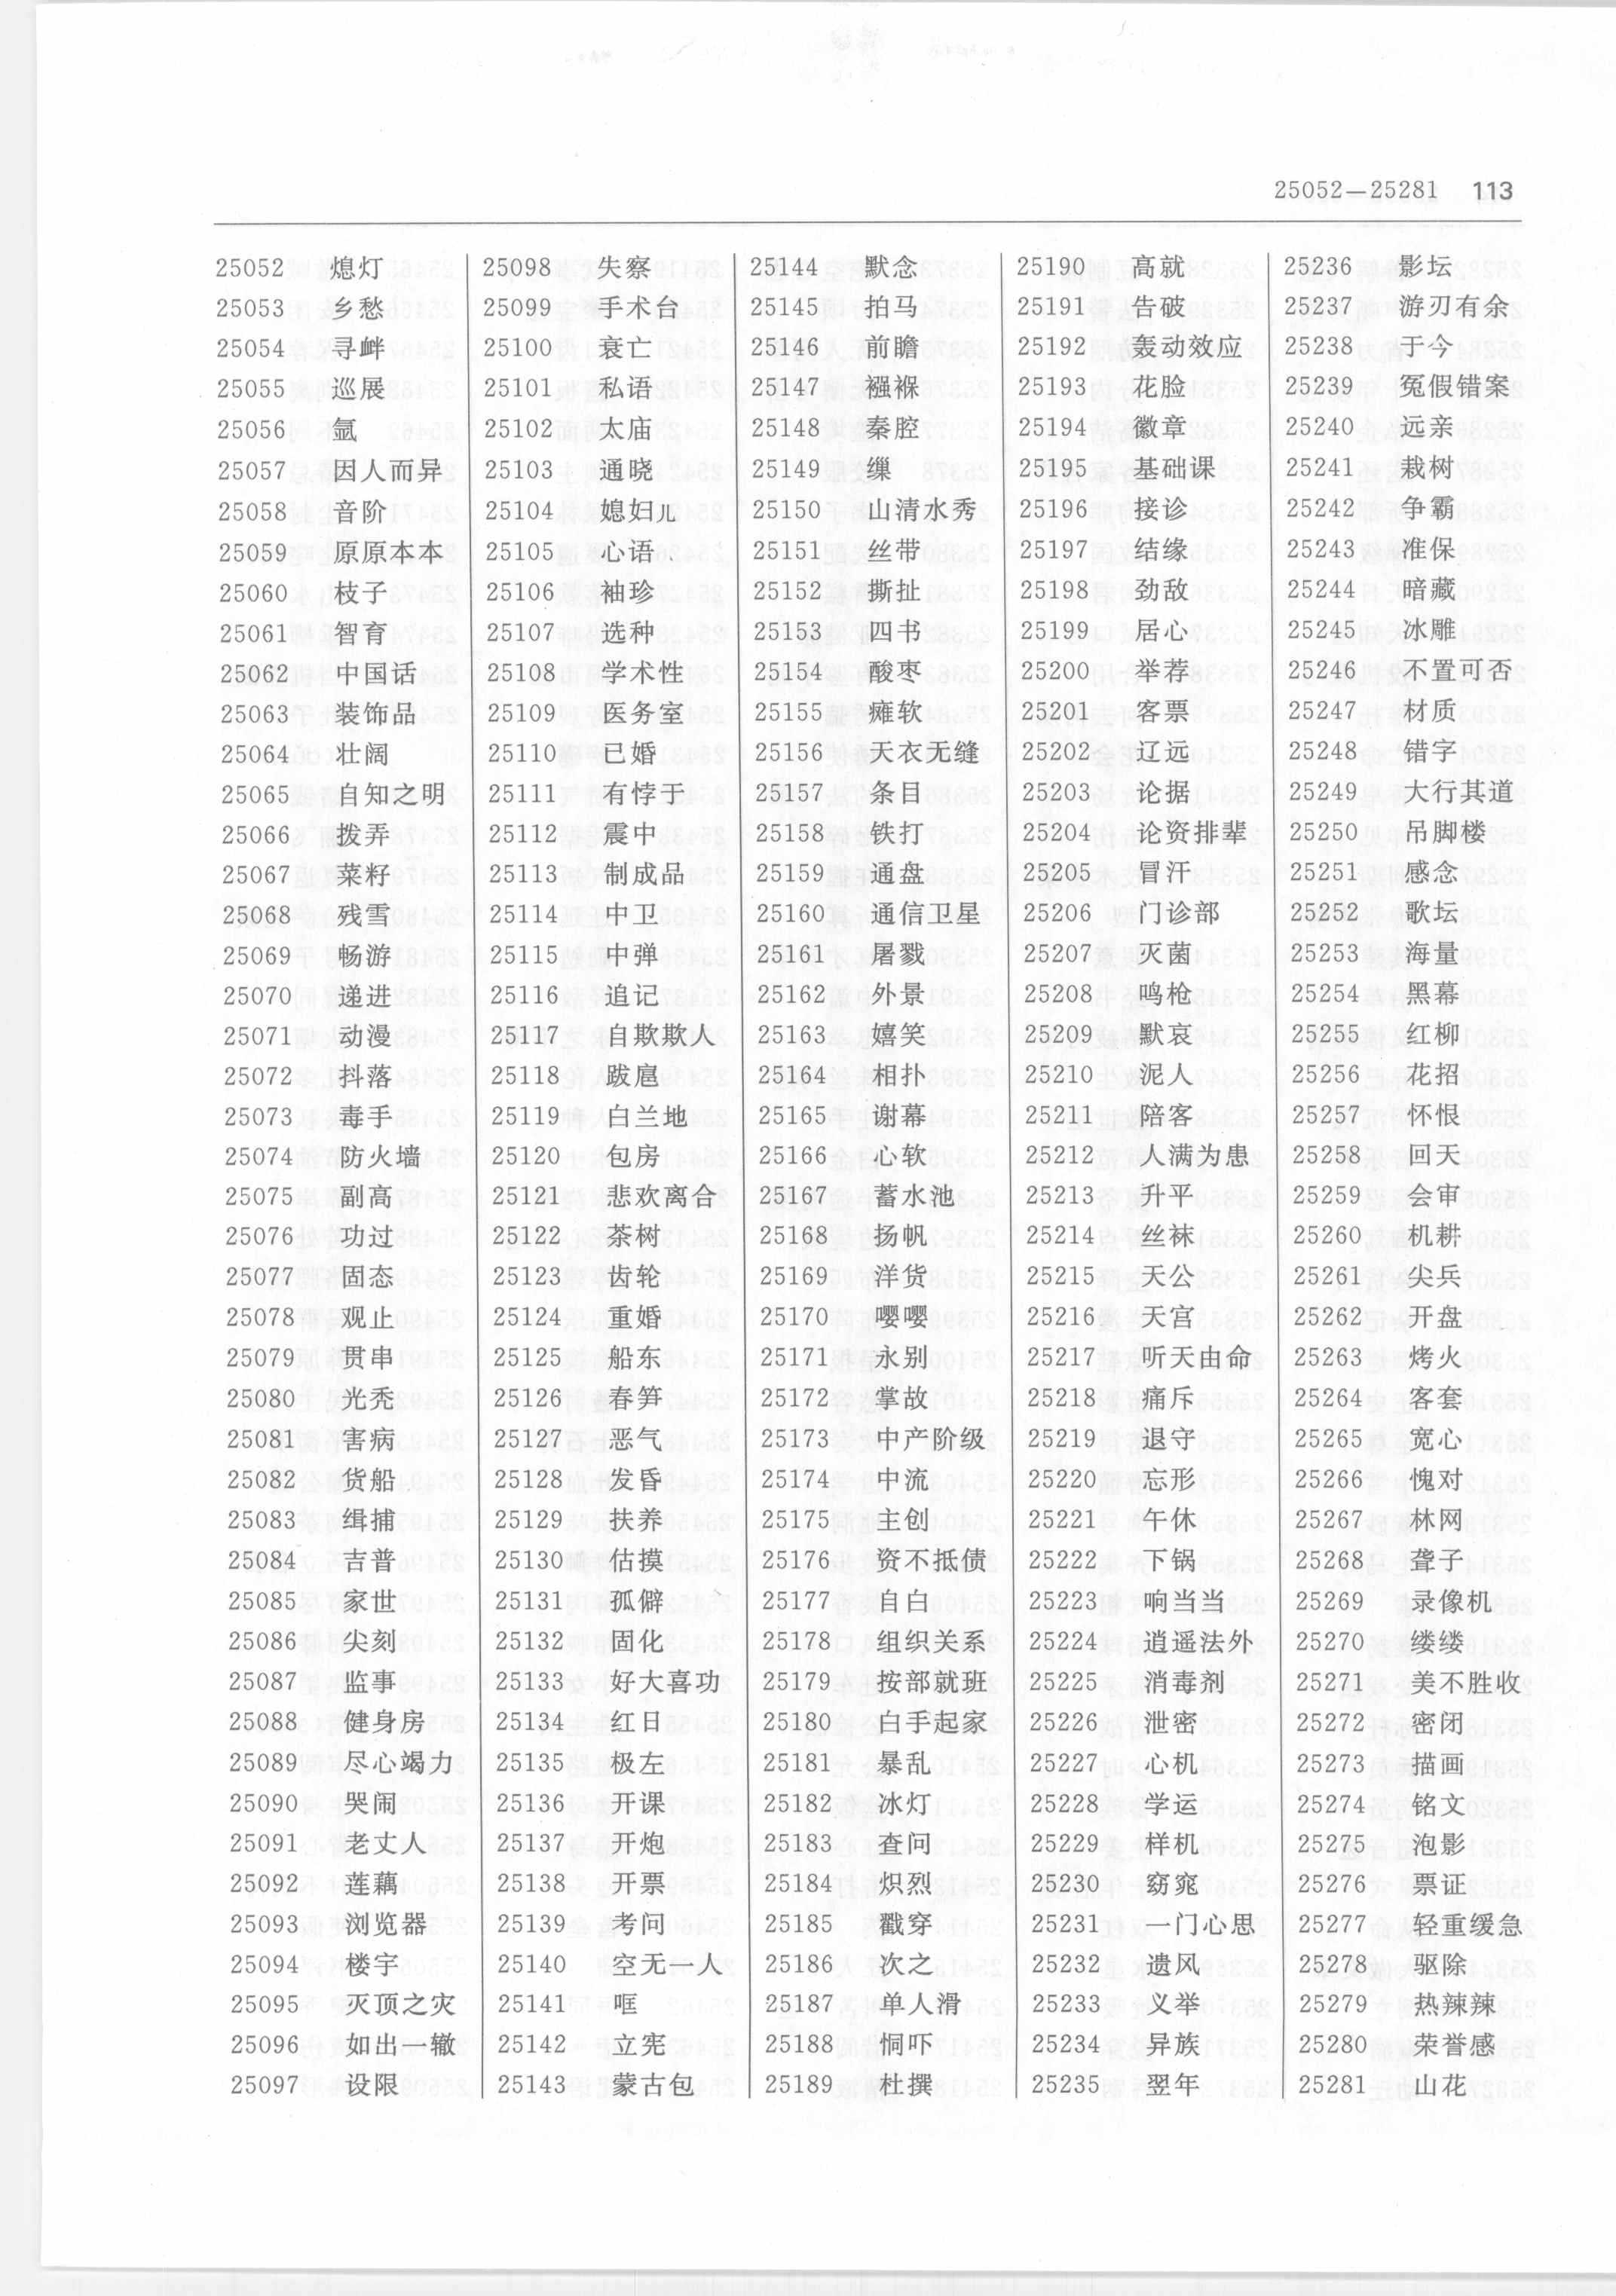 25052—25281 113
25052 熄灯
25053 乡愁
25054 寻衅
25055 巡展
25056 氩
25057 因人而异
25058 音阶
25059 原原本本
25060 枝子
25061 智育
25062 中国话
25063 装饰品
25064 壮阔
25065 自知之明
25066 拨弄
25067 菜籽
25068 残雪
25069 畅游
25070 递进
25071 动漫
25072 抖落
25073 毒手
25074 防火墙
25075 副高
25076 功过
25077 固态
25078 观止
25079 贯串
25080 光秃
25081 害病
25082 货船
25083 缉捕
25084 吉普
25085 家世
25086 尖刻
25087 监事
25088 健身房
25089 尽心竭力
25090 哭闹
25091 老丈人
25092 莲藕
25093 浏览器
25094 楼宇
25095 灭顶之灾
25096 如出一辙
25097 设限
25098 失察
25099 手术台
25100 衰亡
25101 私语
25102 太庙
25103 通晓
25104 媳妇儿
25105 心语
25106 袖珍
25107 选种
25108 学术性
25109 医务室
25110 已婚
25111 有悖于
25112 震中
25113 制成品
25114 中卫
25115 中弹
25116 追记
25117 自欺欺人
25118 跋扈
25119 白兰地
25120 包房
25121 悲欢离合
25122 茶树
25123 齿轮
25124 重婚
25125 船东
25126 春笋
25127 恶气
25128 发昏
25129 扶养
25130 估摸
25131 孤僻
25132 固化
25133 好大喜功
25134 红日
25135 极左
25136 开课
25137 开炮
25138 开票
25139 考问
25140 空无一人
25141 哐
25142 立宪
25143 蒙古包
25144 默念
25145 拍马
25146 前瞻
25147 襁褓
25148 秦腔
25149 缫
25150 山清水秀
25151 丝带
25152 撕扯
25153 四书
25154 酸枣
25155 瘫软
25156 天衣无缝
25157 条目
25158 铁打
25159 通盘
25160 通信卫星
25161 屠戮
25162 外景
25163 嬉笑
25164 相扑
25165 谢幕
25166 心软
25167 蓄水池
25168 扬帆
25169 洋货
25170 嘤嘤
25171 永别
25172 掌故
25173 中产阶级
25174 中流
25175 主创
25176 资不抵债
25177 自白
25178 组织关系
25179 按部就班
25180 白手起家
25181 暴乱
25182 冰灯
25183 查问
25184 炽烈
25185 戳穿
25186 次之
25187 单人滑
25188 恫吓
25189 杜撰
25190 高就
25191 告破
25192 轰动效应
25193 花脸
25194 徽章
25195 基础课
25196 接诊
25197 结缘
25198 劲敌
25199 居心
25200 举荐
25201 客票
25202 辽远
25203 论据
25204 论资排辈
25205 冒汗
25206 门诊部
25207 灭菌
25208 鸣枪
25209 默哀
25210 泥人
25211 陪客
25212 人满为患
25213 升平
25214 丝袜
25215 天公
25216 天宫
25217 听天由命
25218 痛斥
25219 退守
25220 忘形
25221 午休
25222 下锅
25223 响当当
25224 逍遥法外
25225 消毒剂
25226 泄密
25227 心机
25228 学运
25229 样机
25230 窈窕
25231 一门心思
25232 遗风
25233 义举
25234 异族
25235 翌年
25236 影坛
25237 游刃有余
25238 于今
25239 冤假错案
25240 远亲
25241 栽树
25242 争霸
25243 准保
25244 暗藏
25245 冰雕
25246 不置可否
25247 材质
25248 错字
25249 大行其道
25250 吊脚楼
25251 感念
25252 歌坛
25253 海量
25254 黑幕
25255 红柳
25256 花招
25257 怀恨
25258 回天
25259 会审
25260 机耕
25261 尖兵
25262 开盘
25263 烤火
25264 客套
25265 宽心
25266 愧对
25267 林网
25268 聋子
25269 录像机
25270 缕缕
25271 美不胜收
25272 密闭
25273 描画
25274 铭文
25275 泡影
25276 票证
25277 轻重缓急
25278 驱除
25279 热辣辣
25280 荣誉感
25281 山花